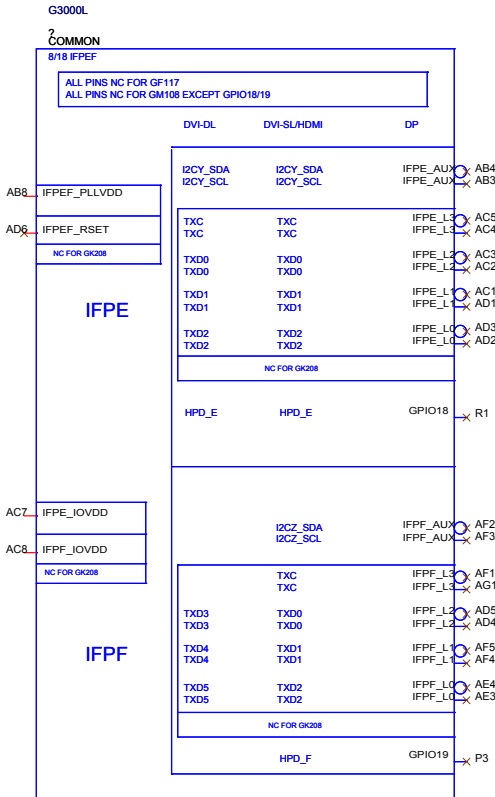 G3000L
?
COMMON
8/18 IFPEF
ALL PINS NC FOR GF117
ALL PINS NC FOR GM108 EXCEPT GPIO18/19
DVI-DL DVI-SL/HDMI DP
I2CY_SDA I2CY_SDA IFPE_AUX AB4
I2CY_SCL I2CY_SCL IFPE_AUX AB3
AB8 IFPEF_PLLVDD
TXC TXC IFPE_L3 AC5
TXC TXC IFPE_L3 AC4
AD6 IFPEF_RSET
NC FOR GK208
TXD0 TXD0 IFPE_L2 AC3
TXD0 TXD0 IFPE_L2 AC2
TXD1 TXD1 IFPE_L1 AC1
TXD1 TXD1 IFPE_L1 AD1
IFPE
TXD2 TXD2 IFPE_L0 AD3
TXD2 TXD2 IFPE_L0 AD2
NC FOR GK208
HPD_E HPD_E GPIO18 R1
AC7 IFPE_IOVDD
I2CZ_SDA IFPF_AUX AF2
I2CZ_SCL IFPF_AUX AF3
AC8 IFPF_IOVDD
NC FOR GK208
TXC IFPF_L3 AF1
TXC IFPF_L3 AG1
TXD3 TXD0 IFPF_L2 AD5
TXD3 TXD0 IFPF_L2 AD4
IFPF
TXD4 TXD1 IFPF_L1 AF5
TXD4 TXD1 IFPF_L1 AF4
TXD5 TXD2 IFPF_L0 AE4
TXD5 TXD2 IFPF_L0 AE3
NC FOR GK208
HPD_F GPIO19 P3